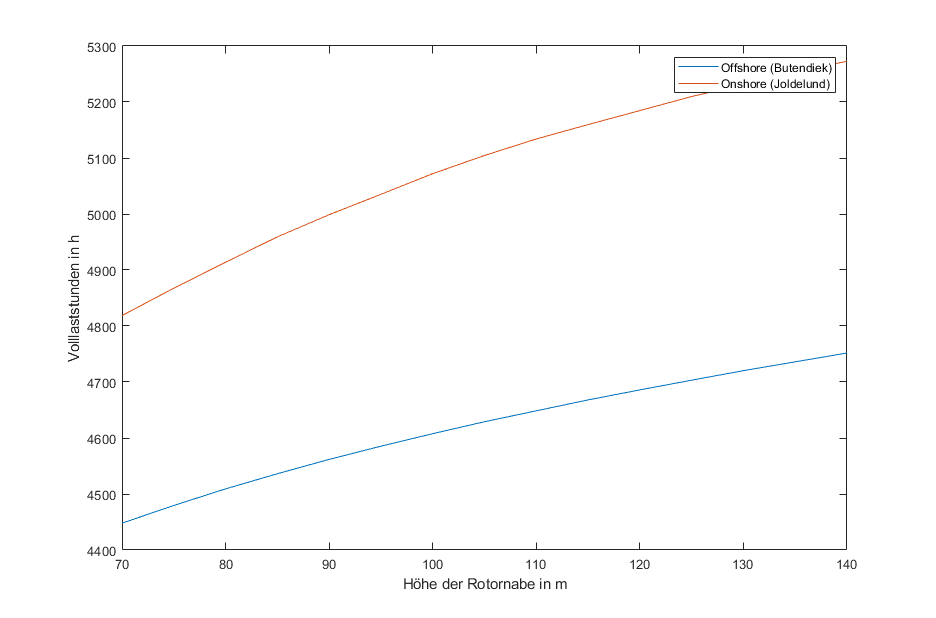 5300
5200
5100
5000
4900
4800
4700
4600
4500
4400
70 80 90 100 110 120 130 140
Volllaststunden in h
Höhe der Rotornabe in m
Offshore (Butendiek)
Onshore (Joldelund)